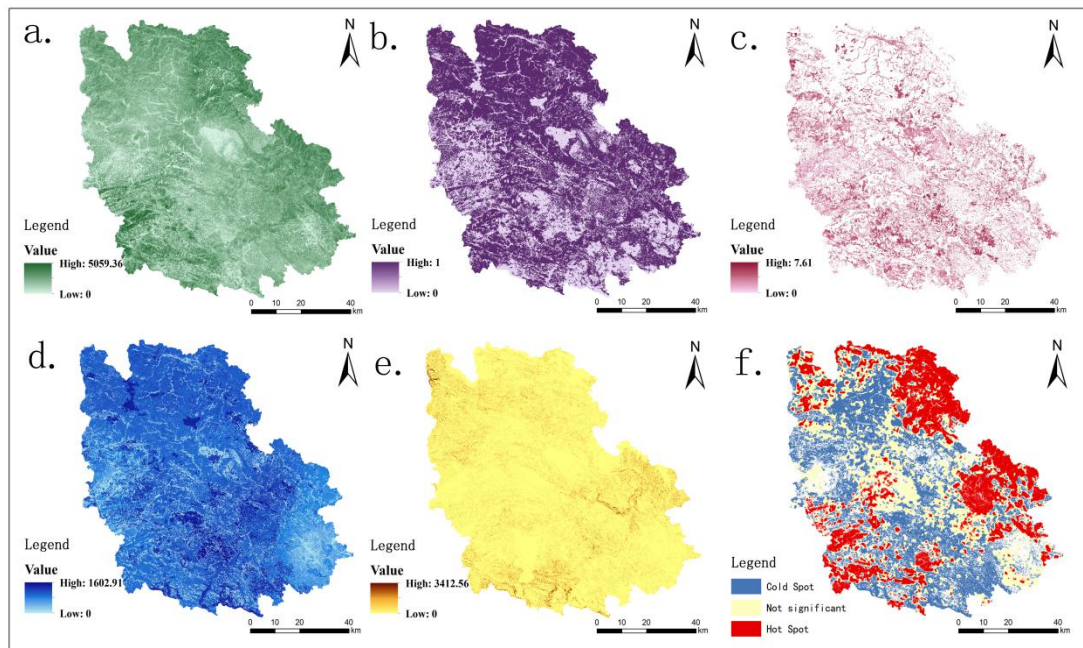 a.
N
Legend
Value
High: 5059.36
Low: 0
0 10 20 40
km
b.
N
Legend
Value
High: 1
Low: 0
0 10 20 40
km
c.
N
Legend
Value
High: 7.61
Low: 0
0 10 20 40
km
d.
N
Legend
Value
High: 1602.91
Low: 0
0 10 20 40
km
e.
N
Legend
Value
High: 3412.56
Low: 0
0 10 20 40
km
f.
N
Legend
Cold Spot
Not significant
Hot Spot
0 10 20 40
km